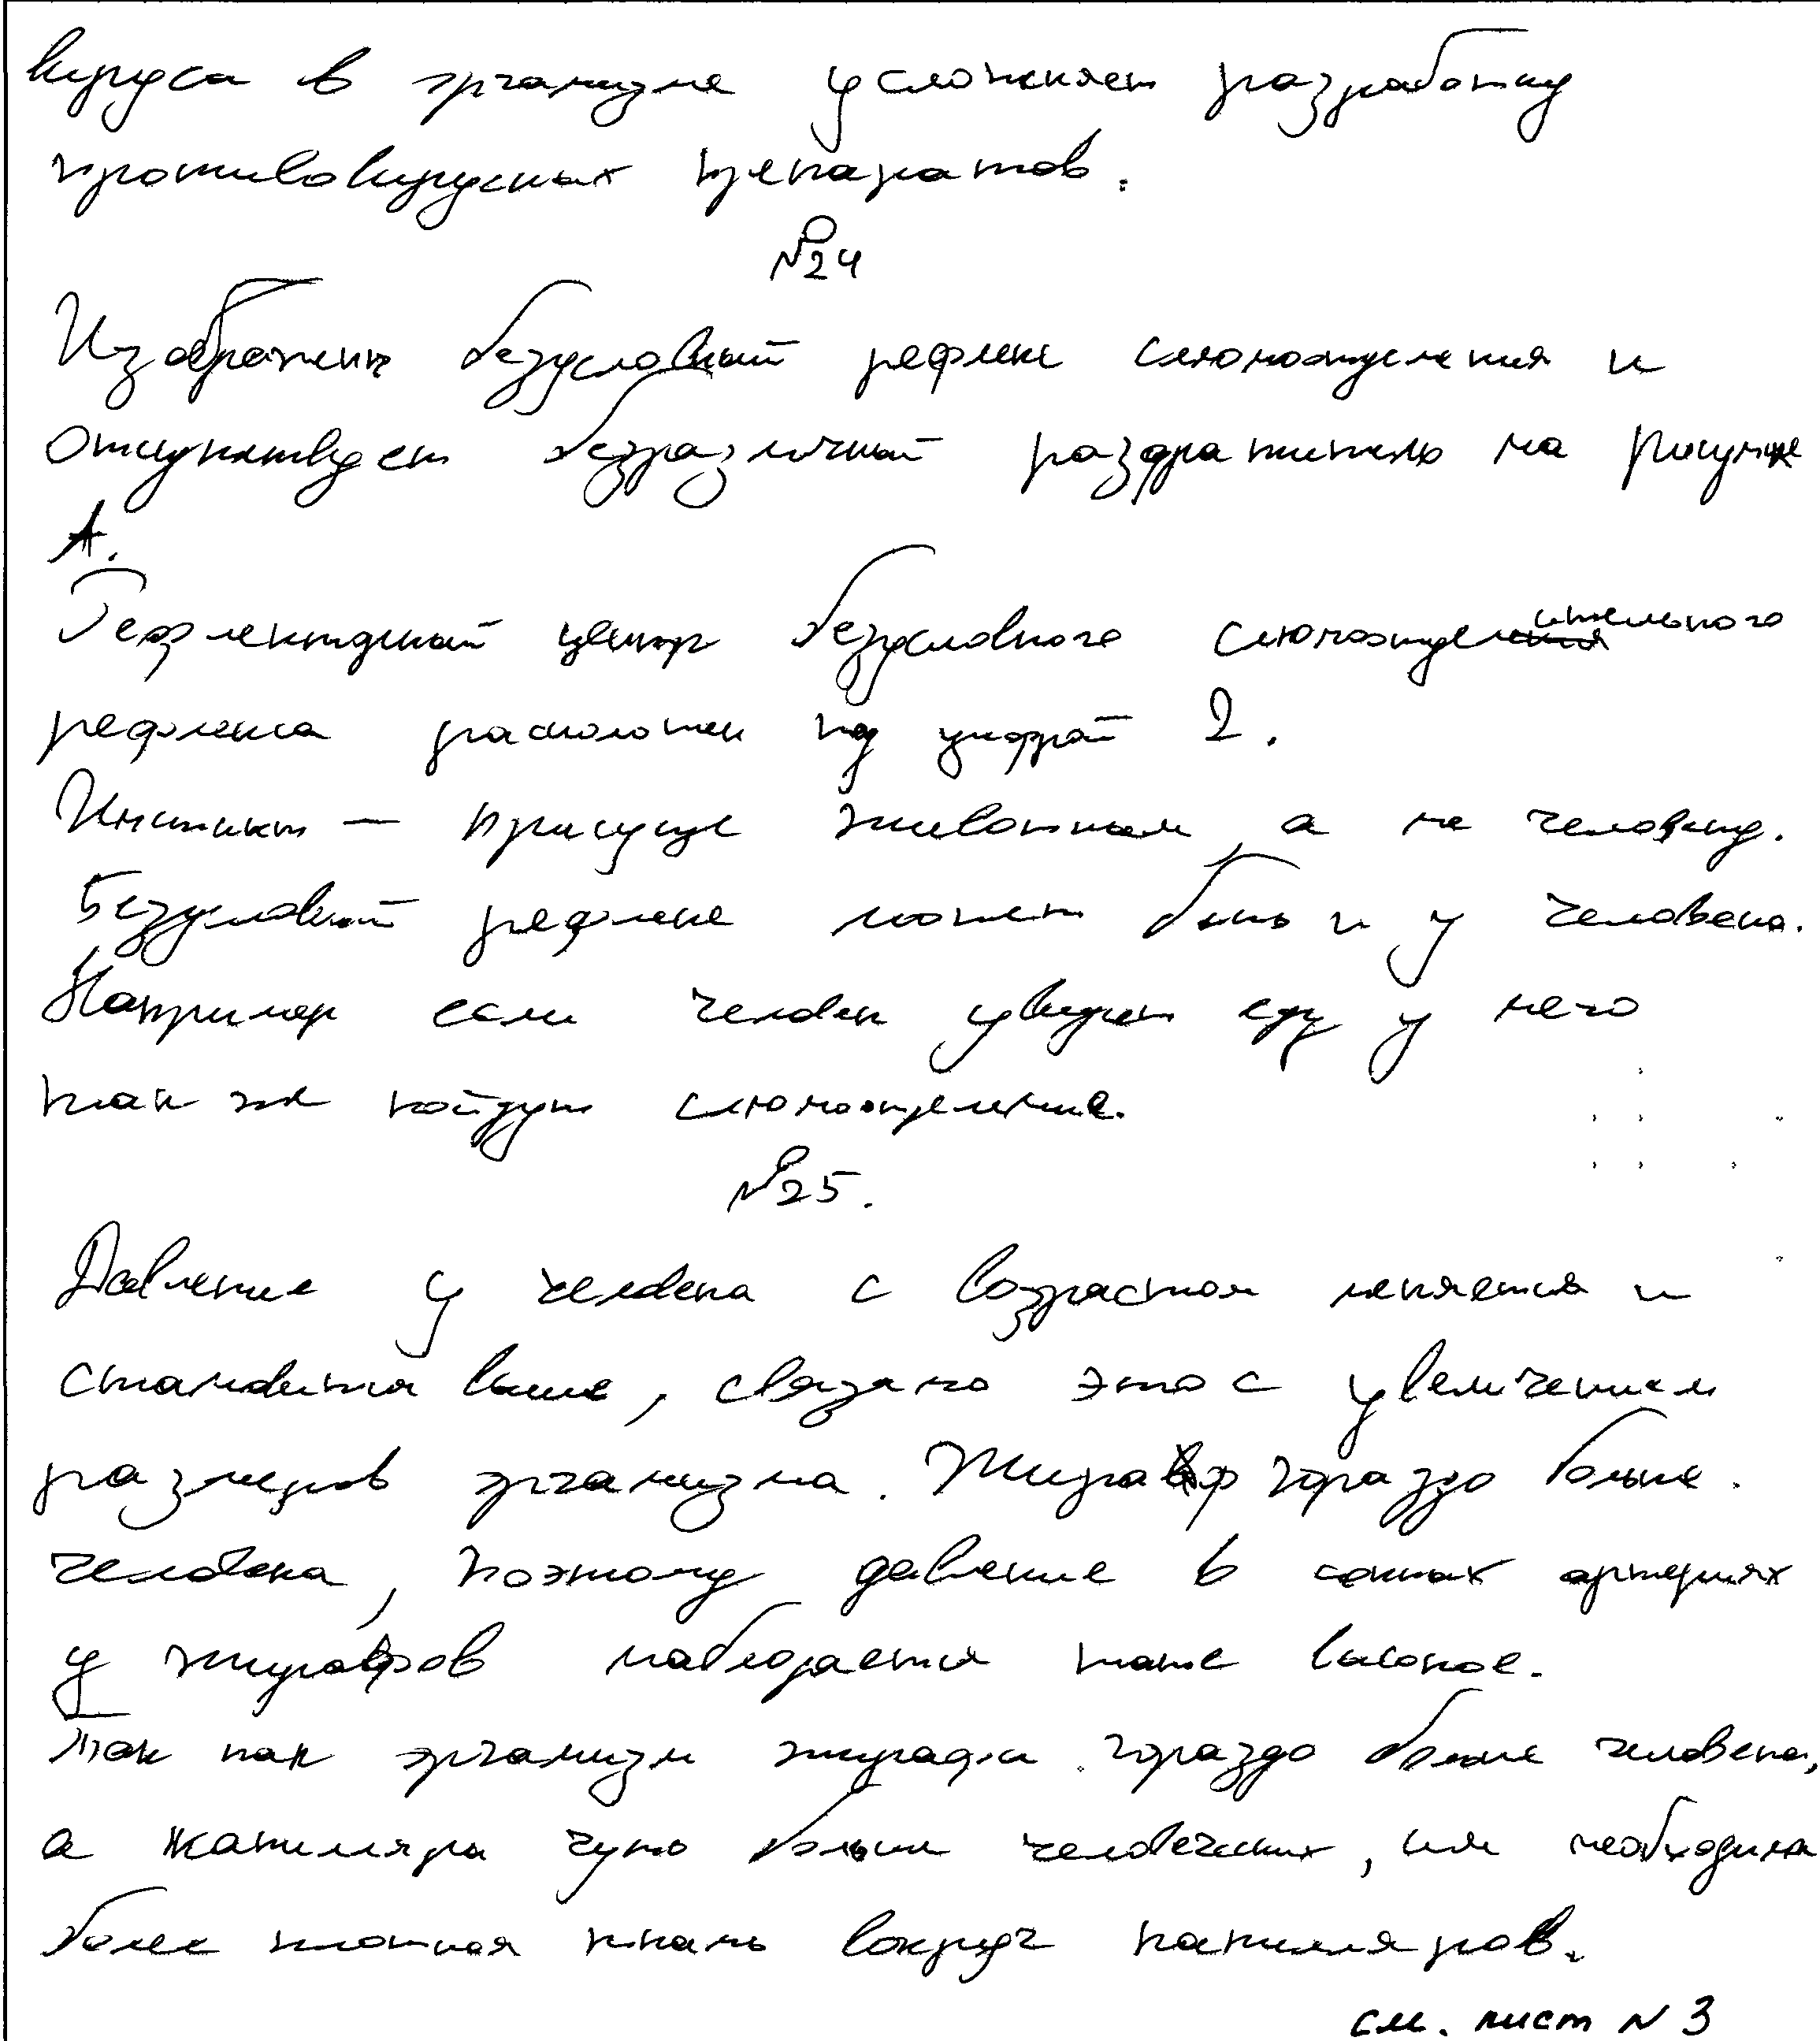 вируса в организме усложняет разработку
противовирусных препаратов.
№24
Изображени безусловный рефлекс слюноотделения и
отсутствует безразличный раздражитель на рисунке
А.
Рефлекторный центр безусловного слюноотделительного
рефлекса расположен под цифрой 2.
Инстинкт — присуще животным, а не человеку.
Безусловный рефлекс может быть и у человека.
Например если человек увидит еду у него
так же пойдут слюноотделение.
№25.
Давление у человека с возрастом меняется и
становится выше, связано это с увеличением
размеров организма. Жираф гораздо больше
человека, поэтому давление в сонных артериях
у жирафов наблюдается такое высокое.
Так как организм жирафа гораздо больше человека,
а капилляры чуть больше человеческих, им необходима
более плотная ткань вокруг капилляров.
см. лист N 3